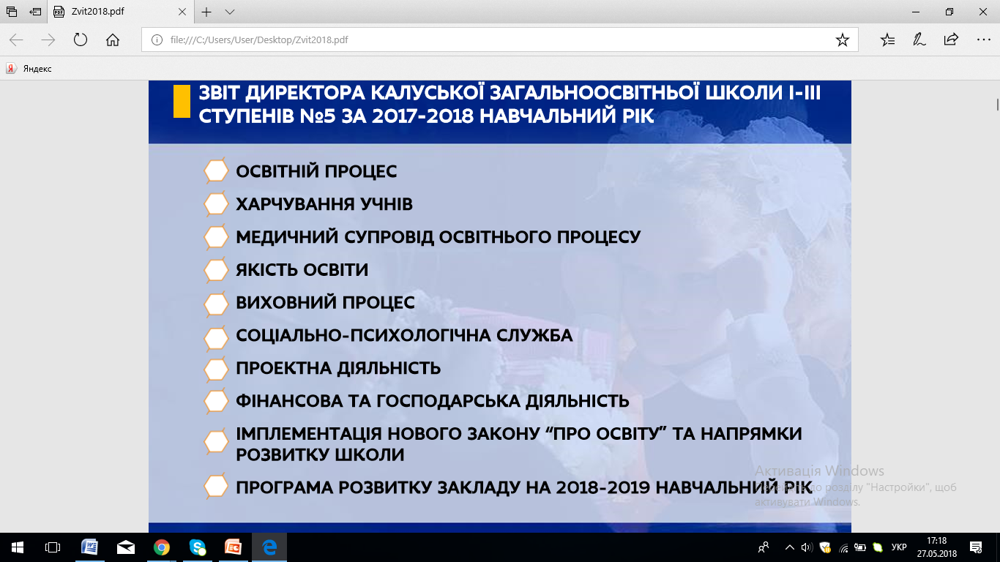 Zvit2018.pdf
file:///C:/Users/User/Desktop/Zvit2018.pdf
Яндекс
ЗВІТ ДИРЕКТОРА КАЛУСЬКОЇ ЗАГАЛЬНООСВІТНЬОЇ ШКОЛИ І-ІІІ
СТУПЕНІВ №5 ЗА 2017-2018 НАВЧАЛЬНИЙ РІК
ОСВІТНІЙ ПРОЦЕС
ХАРЧУВАННЯ УЧНІВ
МЕДИЧНИЙ СУПРОВІД ОСВІТНЬОГО ПРОЦЕСУ
ЯКІСТЬ ОСВІТИ
ВИХОВНИЙ ПРОЦЕС
СОЦІАЛЬНО-ПСИХОЛОГІЧНА СЛУЖБА
ПРОЕКТНА ДІЯЛЬНІСТЬ
ФІНАНСОВА ТА ГОСПОДАРСЬКА ДІЯЛЬНІСТЬ
ІМПЛЕМЕНТАЦІЯ НОВОГО ЗАКОНУ “ПРО ОСВІТУ” ТА НАПРЯМКИ
РОЗВИТКУ ШКОЛИ
ПРОГРАМА РОЗВИТКУ ЗАКЛАДУ НА 2018-2019 НАВЧАЛЬНИЙ РІК
Активація Windows
до розділу "Настройки", щоб
активувати Windows.
УКР
17:18
27.05.2018